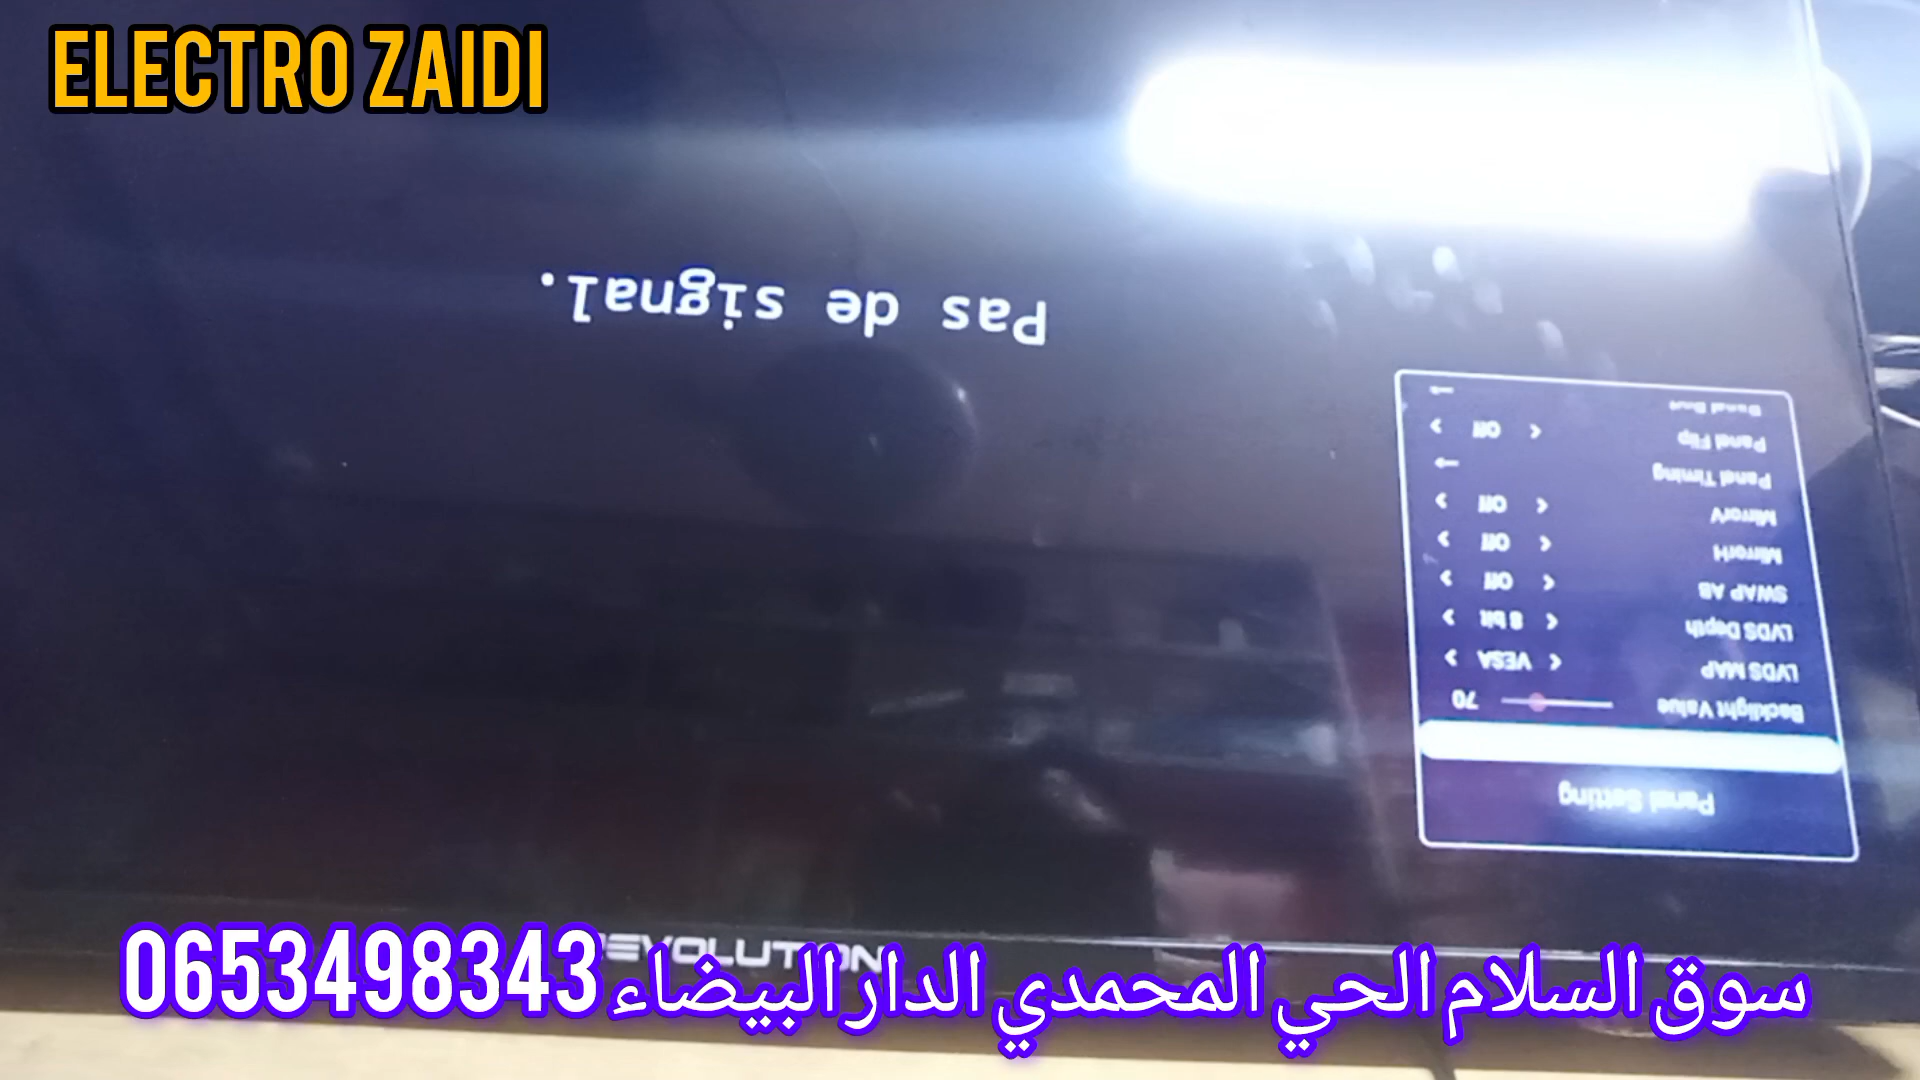 ELECTRO ZAIDI
Pas de signal.
Panel Setting
Backlight Value 70
LVDS MAP < VESA >
LVDS Depth < 8 bit >
SWAP AB < Off >
MirrorH < Off >
MirrorV < Off >
Panel Timing
Panel Flip < Off >
EVOLUTION
سوق السلام الحي المحمدي الدار البيضاء 0653498343